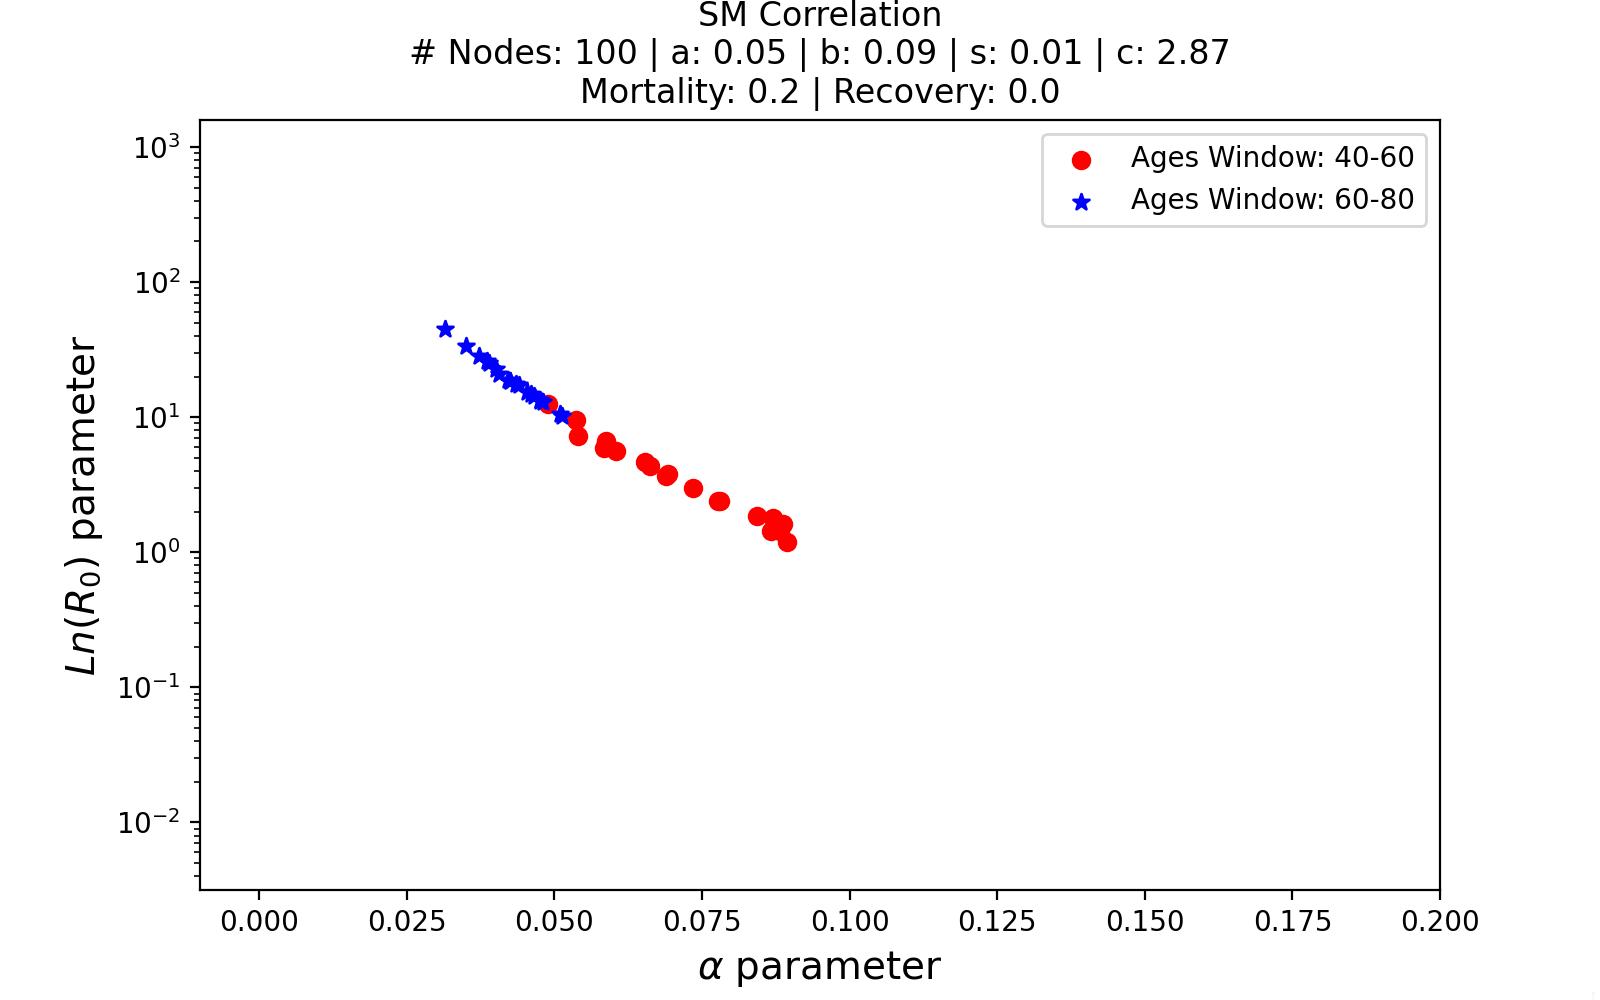 SM Correlation
# Nodes: 100 | a: 0.05 | b: 0.09 | s: 0.01 | c: 2.87
Mortality: 0.2 | Recovery: 0.0
Ages Window: 40-60
Ages Window: 60-80
10³
10²
10¹
10⁰
10⁻¹
10⁻²
Ln(R₀) parameter
0.000 0.025 0.050 0.075 0.100 0.125 0.150 0.175 0.200
α parameter